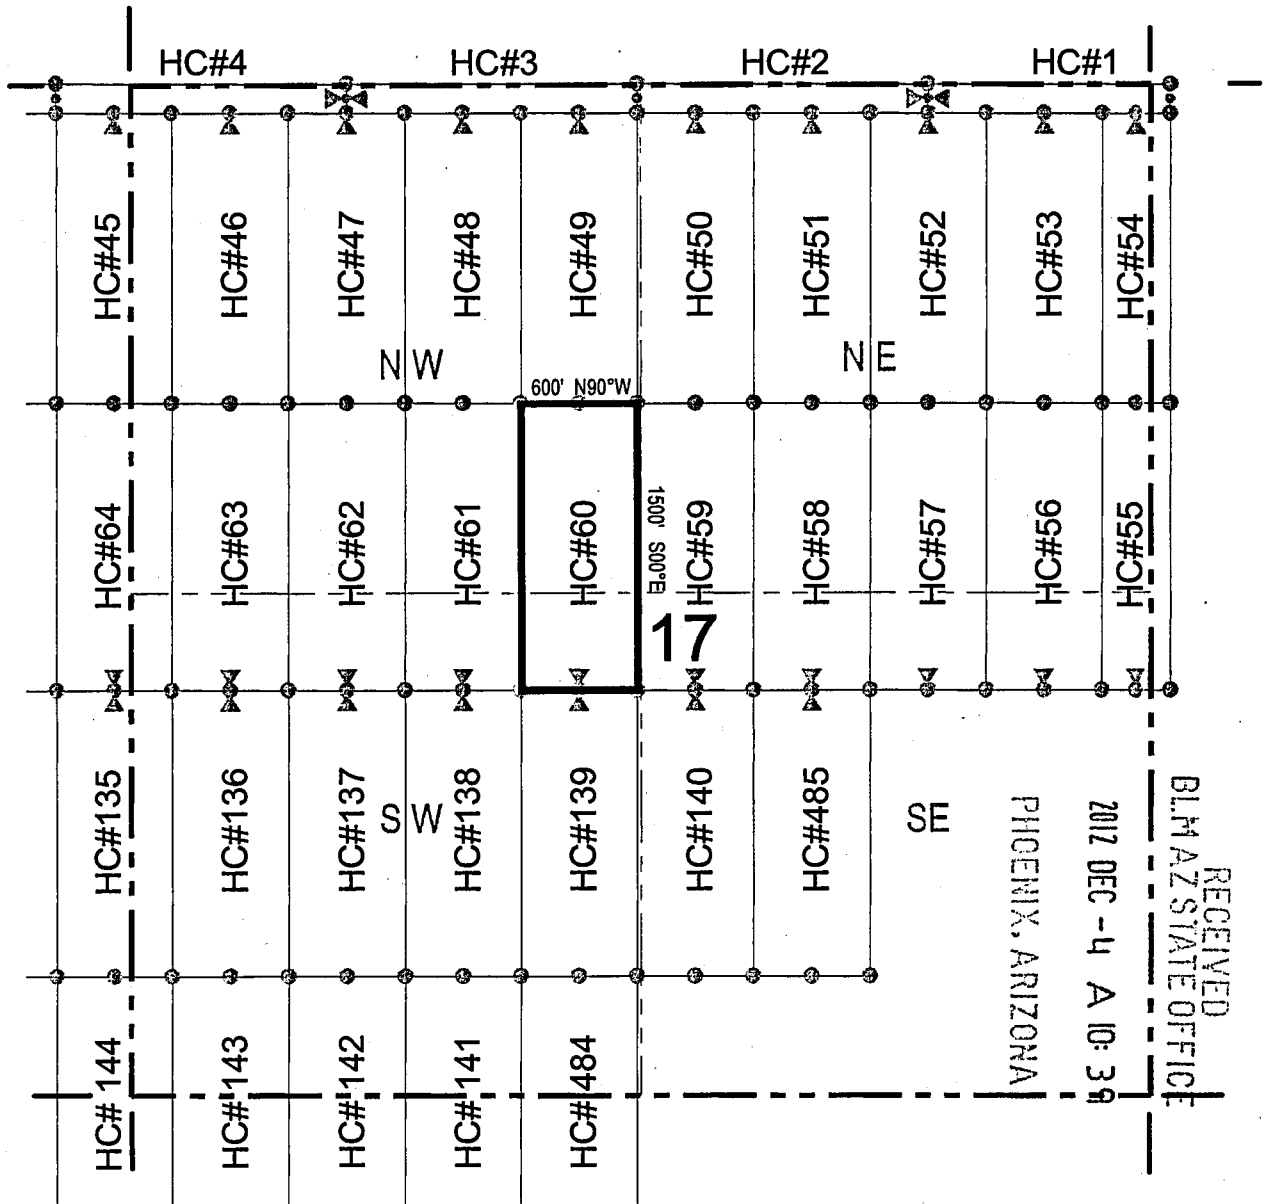 HC#4 HC#3 HC#2 HC#1
HC#45 HC#46 HC#47 HC#48 HC#49 HC#50 HC#51 HC#52 HC#53 HC#54
NW NE
600' N90°W
HC#64 HC#63 HC#62 HC#61 HC#60 HC#59 HC#58 HC#57 HC#56 HC#55
1500' S00°E
17
HC#135 HC#136 HC#137 HC#138 HC#139 HC#140 HC#485
SW SE
HC# 144 HC# 143 HC# 142 HC# 141 HC# 484
RECEIVED
BLM AZ STATE OFFICE
2012 DEC -4 A 10: 39
PHOENIX, ARIZONA